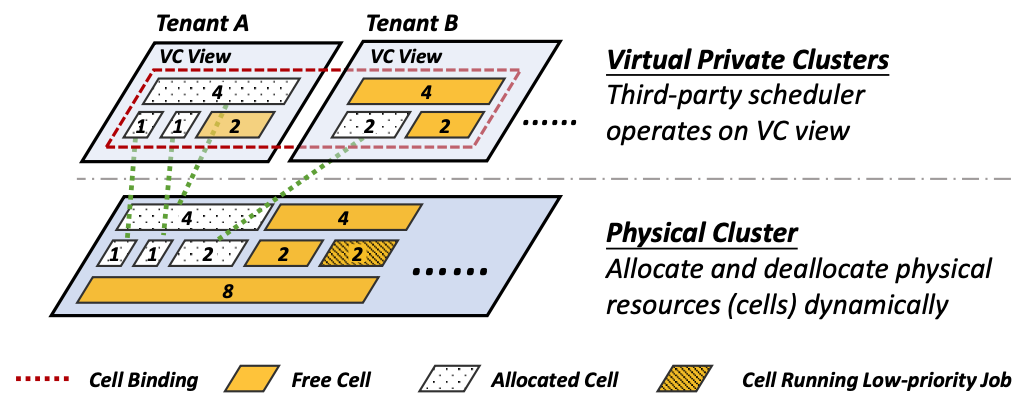 Tenant A
Tenant B
VC View
VC View
4
1 1 2
4
2 2
......
Virtual Private Clusters
Third-party scheduler
operates on VC view
4 4
1 1 2 2 2
8
......
Physical Cluster
Allocate and deallocate physical
resources (cells) dynamically
Cell Binding
Free Cell
Allocated Cell
Cell Running Low-priority Job